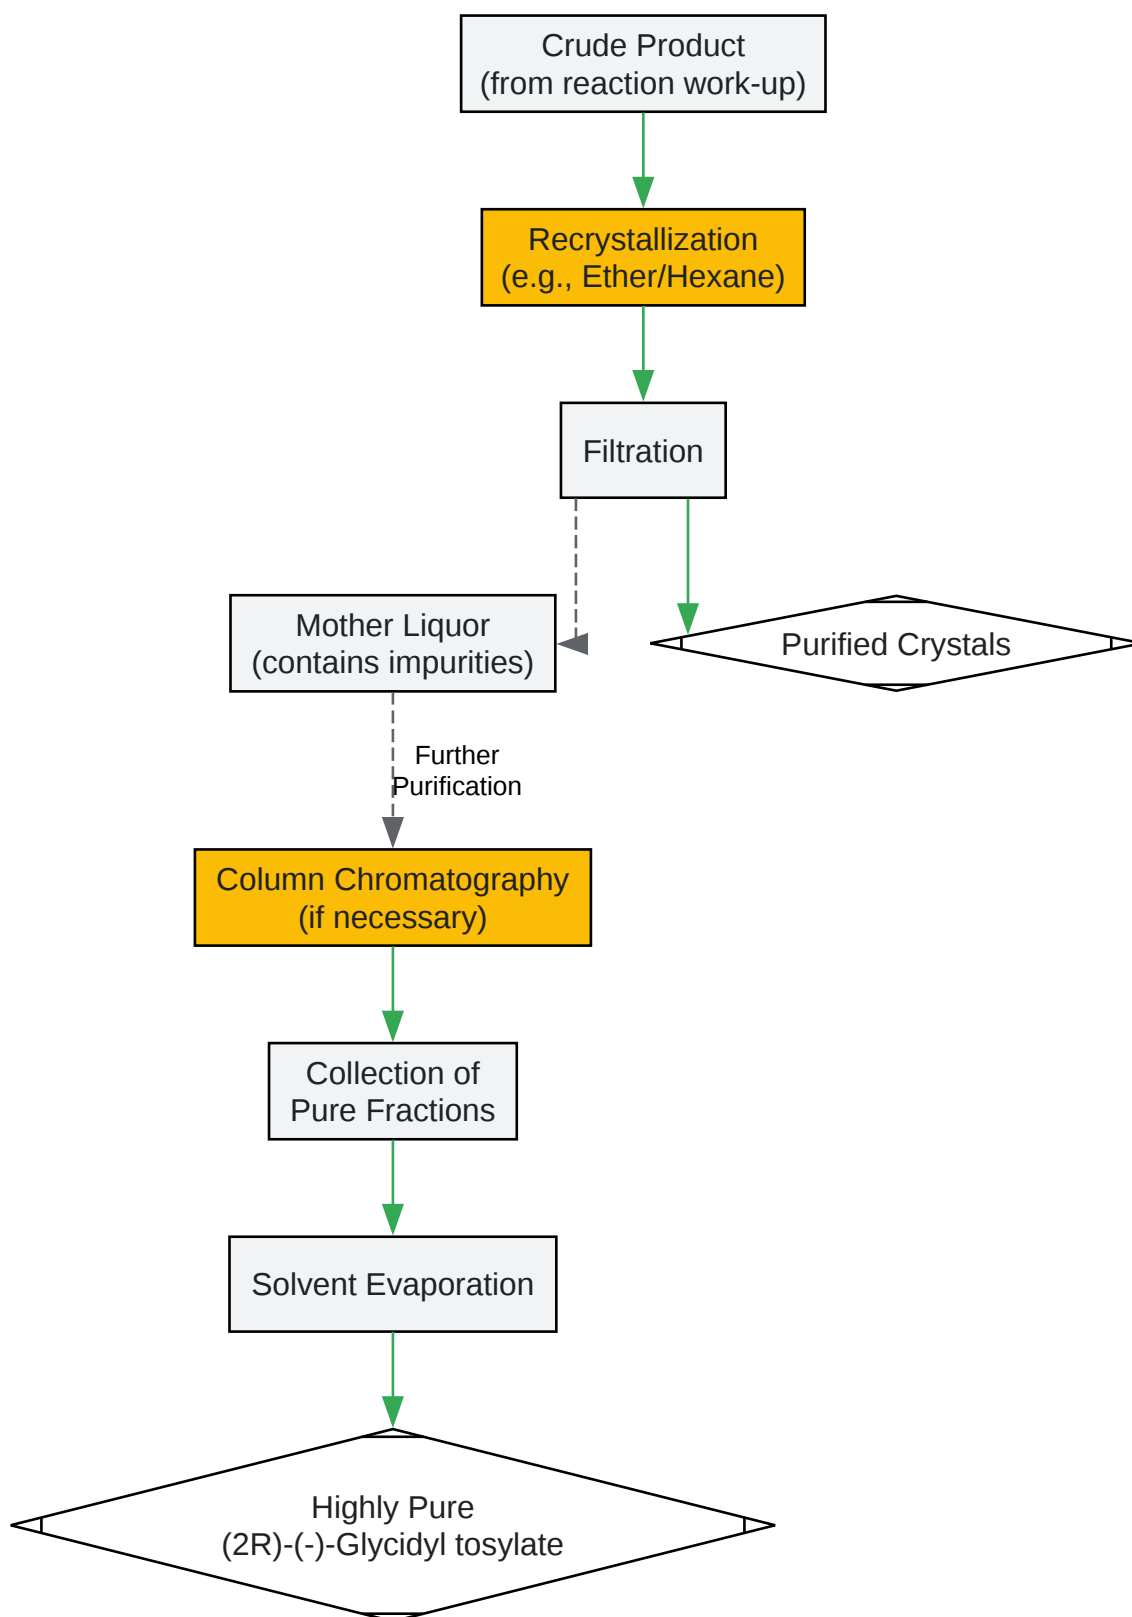 Crude Product
(from reaction work-up)
Recrystallization
(e.g., Ether/Hexane)
Filtration
Mother Liquor
(contains impurities)
Purified Crystals
Further
Purification
Column Chromatography
(if necessary)
Collection of
Pure Fractions
Solvent Evaporation
Highly Pure
(2R)-(-)-Glycidyl tosylate